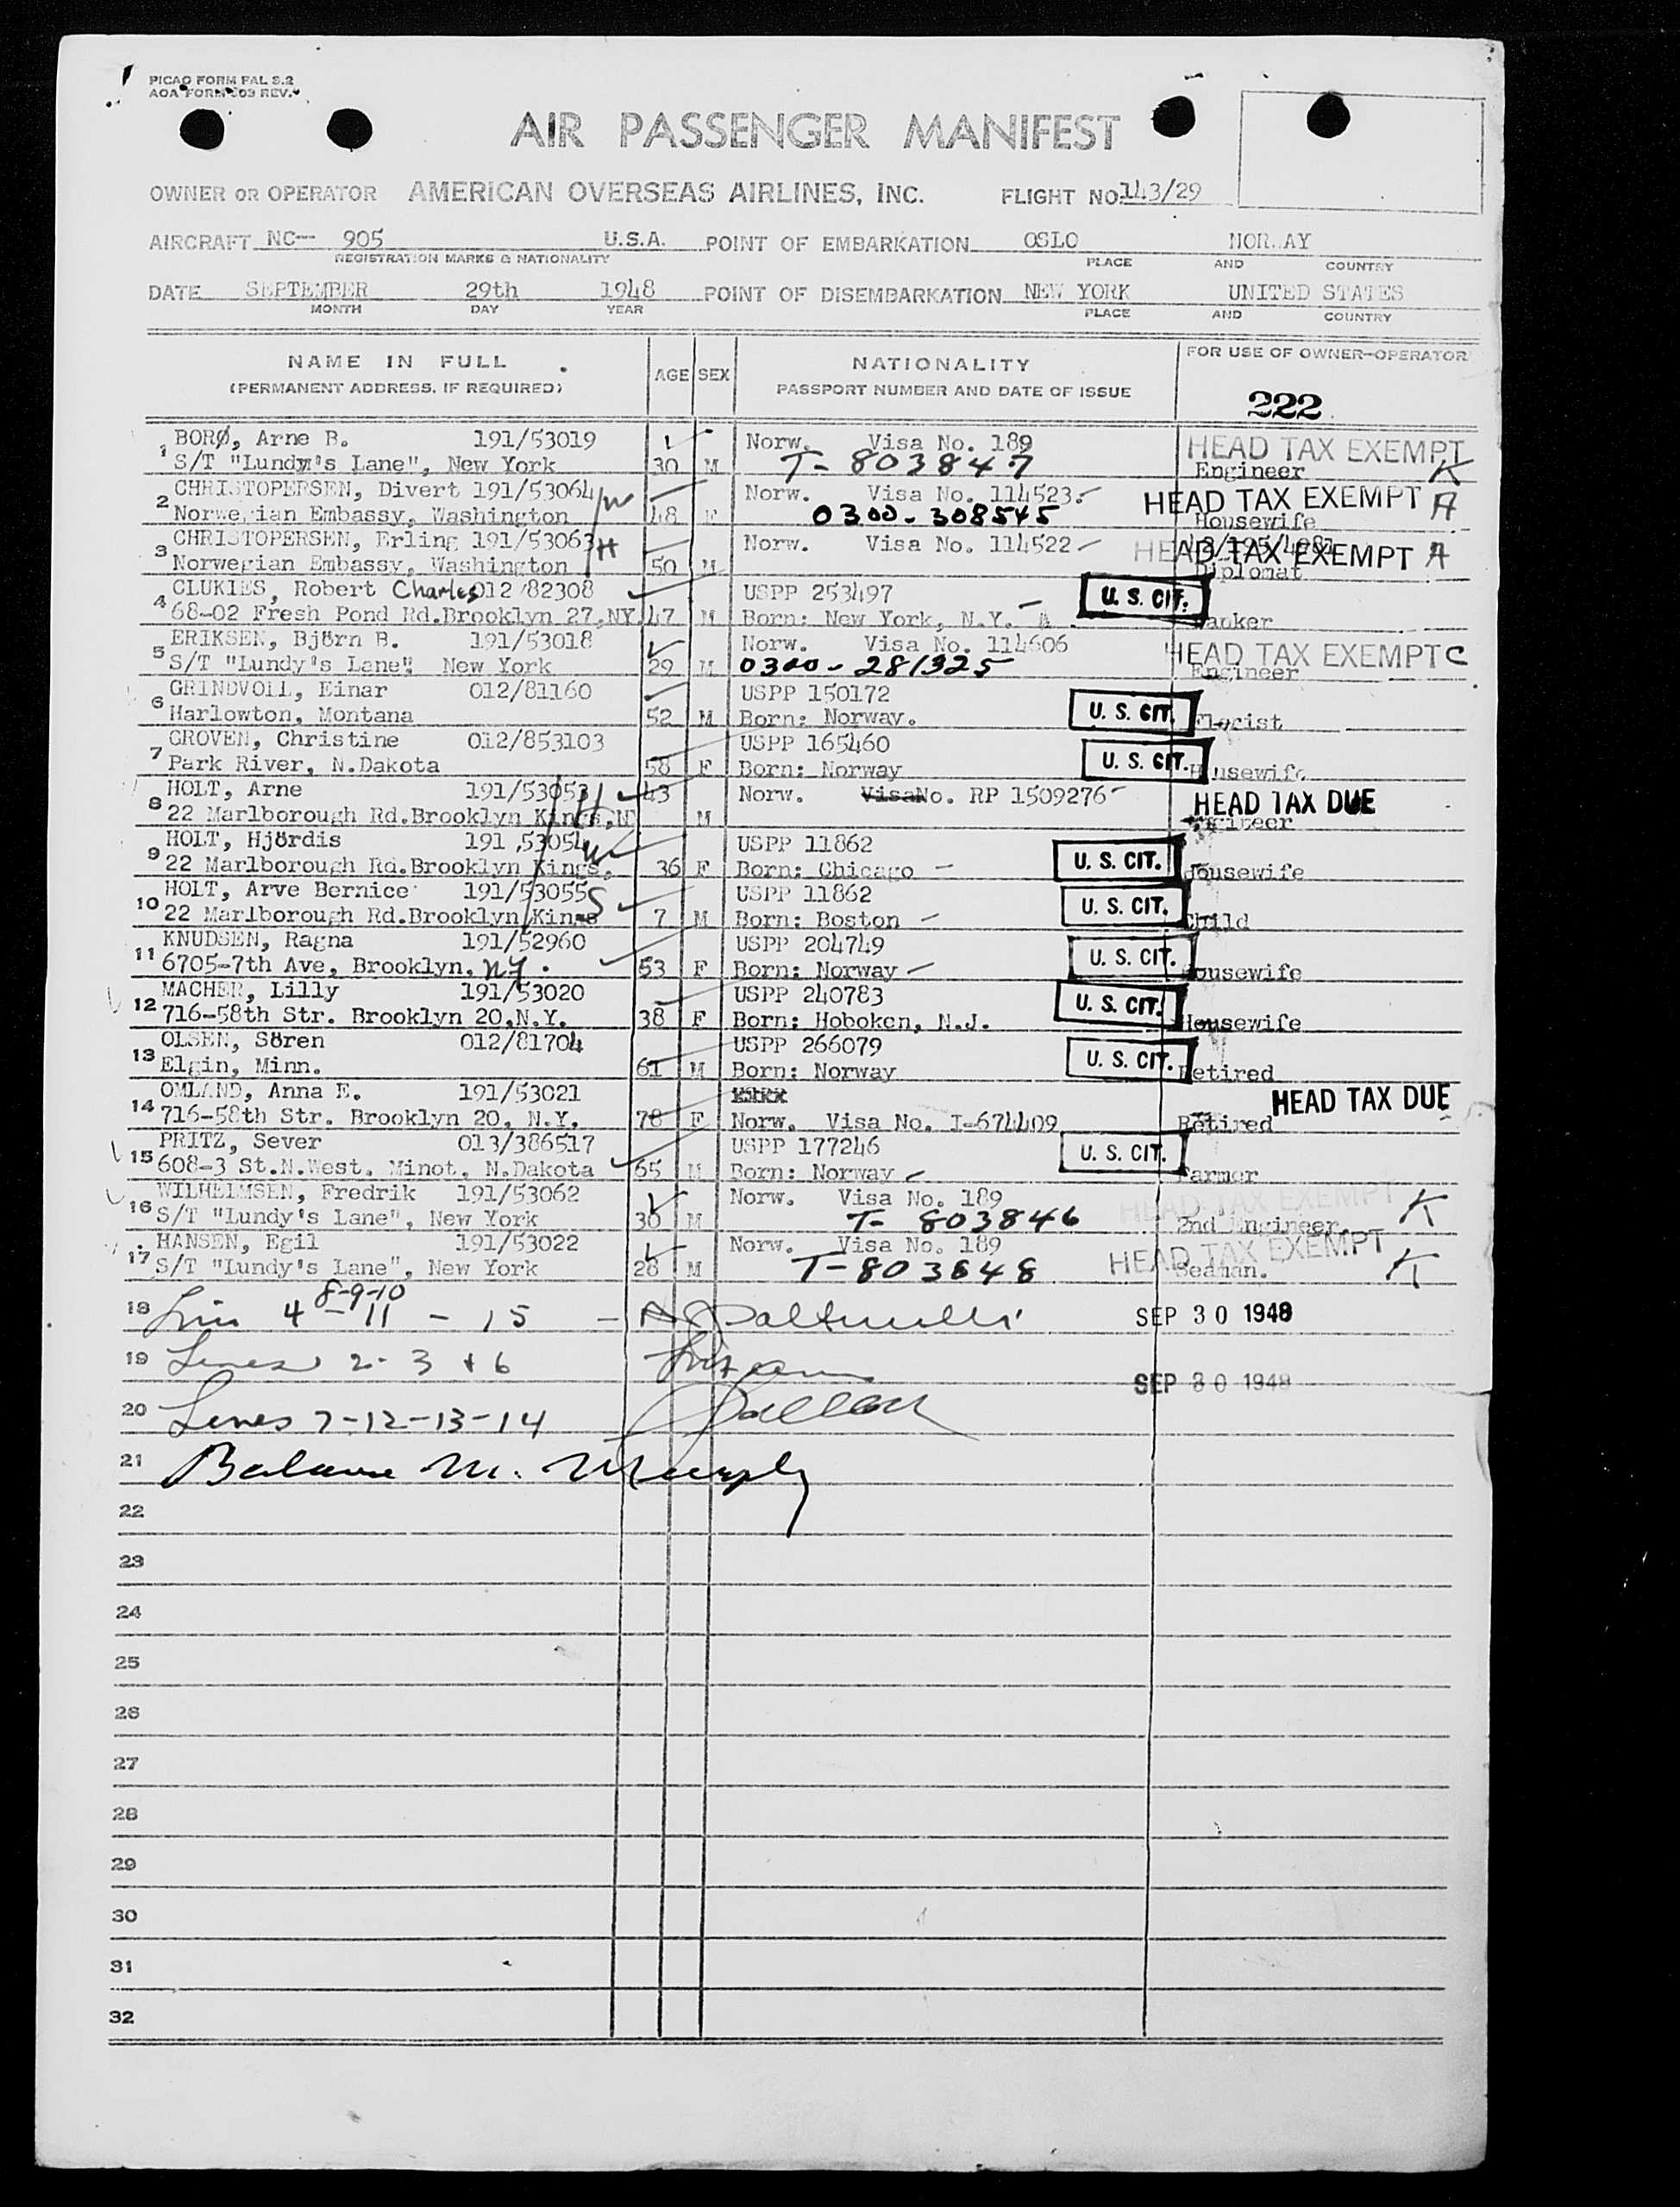 PICAO FORM FAL S.2
AOA FORM 503 REV.
AIR PASSENGER MANIFEST
OWNER OR OPERATOR AMERICAN OVERSEAS AIRLINES, INC. FLIGHT NO. 143/29
AIRCRAFT NC— 905 U.S.A. POINT OF EMBARKATION OSLO NORWAY
REGISTRATION MARKS & NATIONALITY PLACE AND COUNTRY
DATE SEPTEMBER 29th 1948 POINT OF DISEMBARKATION NEW YORK UNITED STATES
MONTH DAY YEAR PLACE AND COUNTRY
NAME IN FULL AGE SEX NATIONALITY FOR USE OF OWNER-OPERATOR
(PERMANENT ADDRESS, IF REQUIRED) PASSPORT NUMBER AND DATE OF ISSUE
222
BORØ, Arne B. 191/53019 Norw. Visa No. 189 HEAD TAX EXEMPT
1 S/T "Lundy's Lane", New York 30 M T- 803847 Engineer K
CHRISTOPERSEN, Divert 191/53064 W Norw. Visa No. 114523 HEAD TAX EXEMPT A
2 Norwegian Embassy, Washington 48 F 0300-308545 Housewife
CHRISTOPERSEN, Erling 191/53063 H Norw. Visa No. 114522 HEAD TAX EXEMPT A
3 Norwegian Embassy, Washington 50 M Diplomat
CLUKIES, Robert Charles 012/82308 USPP 253497 U. S. CIT.
4 68-02 Fresh Pond Rd.Brooklyn 27,NY 47 M Born: New York, N.Y.
ERIKSEN, Björn B. 191/53018 Norw. Visa No. 114606 HEAD TAX EXEMPT C
5 S/T "Lundy's Lane", New York 29 M 0300-281325 Engineer
GRINDVOLL, Einar 012/81160 USPP 150172 U. S. CIT.
6 Harlowton, Montana 52 M Born: Norway. Florist
GROVEN, Christine 012/853103 USPP 165460 U. S. CIT.
7 Park River, N.Dakota 58 F Born: Norway Housewife
HOLT, Arne 191/53053 H 43 Norw. Visa No. RP 1509276 HEAD TAX DUE
8 22 Marlborough Rd.Brooklyn Kings,N M Engineer
HOLT, Hjördis 191,53054 W USPP 11862 U. S. CIT.
9 22 Marlborough Rd.Brooklyn Kings, 36 F Born: Chicago Housewife
HOLT, Arve Bernice 191/53055 S USPP 11862 U. S. CIT.
10 22 Marlborough Rd.Brooklyn Kings 7 M Born: Boston Child
KNUDSEN, Ragna 191/52960 USPP 204749 U. S. CIT.
11 6705-7th Ave, Brooklyn, NY. 53 F Born: Norway Housewife
MACHER, Lilly 191/53020 USPP 240783 U. S. CIT.
12 716-58th Str. Brooklyn 20,N.Y. 38 F Born: Hoboken, N.J. Housewife
OLSEN, Sören 012/81704 USPP 266079 U. S. CIT.
13 Elgin, Minn. 61 M Born: Norway Retired
OMLAND, Anna E. 191/53021 HEAD TAX DUE
14 716-58th Str. Brooklyn 20, N.Y. 78 F Norw. Visa No. I-674409 Retired
PRITZ, Sever 013/386517 USPP 177246 U. S. CIT.
15 608-3 St.N.West. Minot, N.Dakota 65 M Born: Norway Farmer
WILHELMSEN, Fredrik 191/53062 Norw. Visa No. 189 HEAD TAX EXEMPT
16 S/T "Lundy's Lane", New York 30 M T- 803846 2nd Engineer. K
HANSEN, Egil 191/53022 Norw. Visa No. 189 HEAD TAX EXEMPT
17 S/T "Lundy's Lane", New York 28 M T-803848 Seaman. K
8-9-10
18 4 - 11 - 15 SEP 30 1948
19 Lines 2-3 + 6 SEP 30 1948
20 Lines 7-12-13-14
21 Balance M. Murphy
22
23
24
25
26
27
28
29
30
31
32